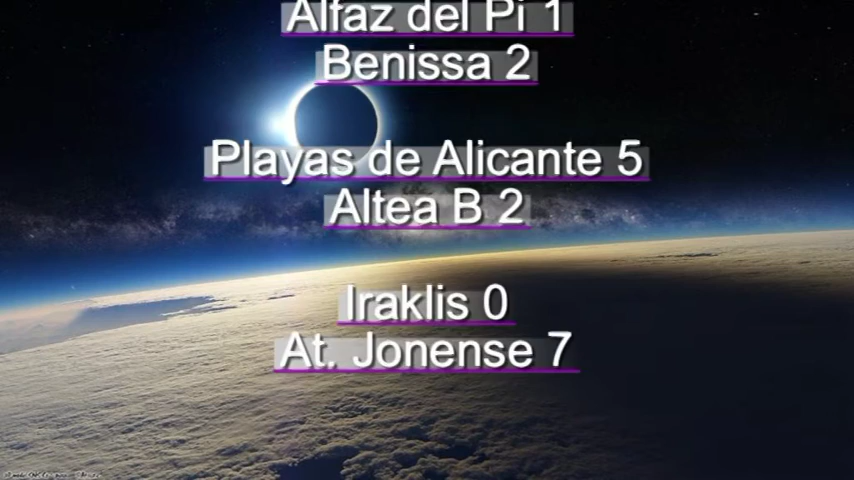 Alfaz del Pi 1
Benissa 2
Playas de Alicante 5
Altea B 2
Iraklis 0
At. Jonense 7